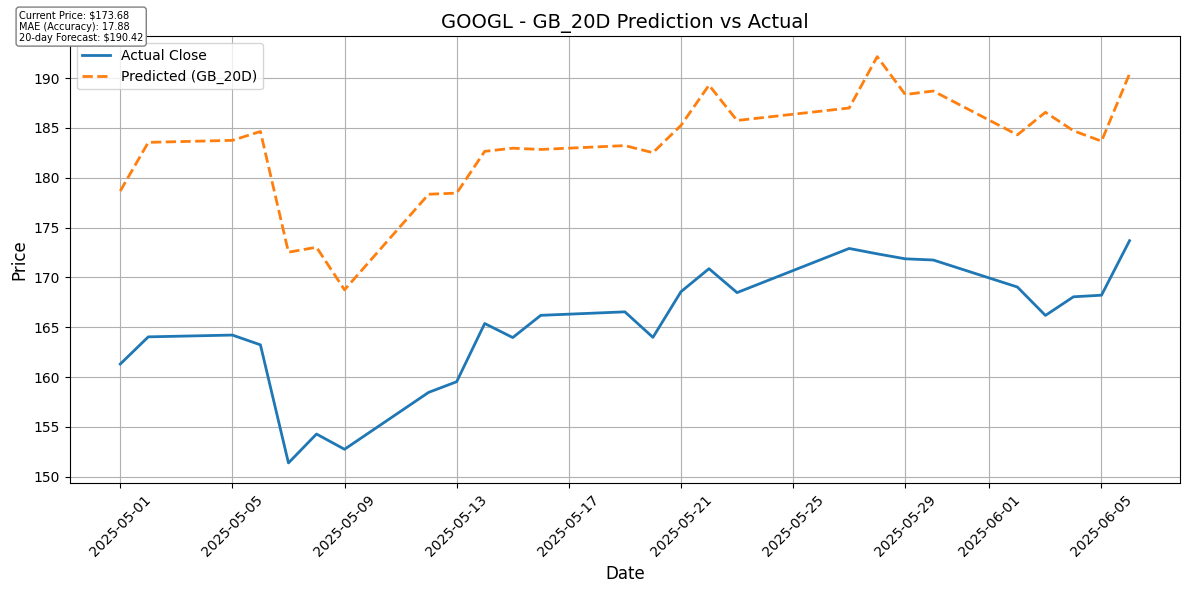 GOOGL - GB_20D Prediction vs Actual
Current Price: $173.68
MAE (Accuracy): 17.88
20-day Forecast: $190.42
Actual Close
Predicted (GB_20D)
Price
190
185
180
175
170
165
160
155
150
2025-05-01
2025-05-05
2025-05-09
2025-05-13
2025-05-17
2025-05-21
2025-05-25
2025-05-29
2025-06-01
2025-06-05
Date